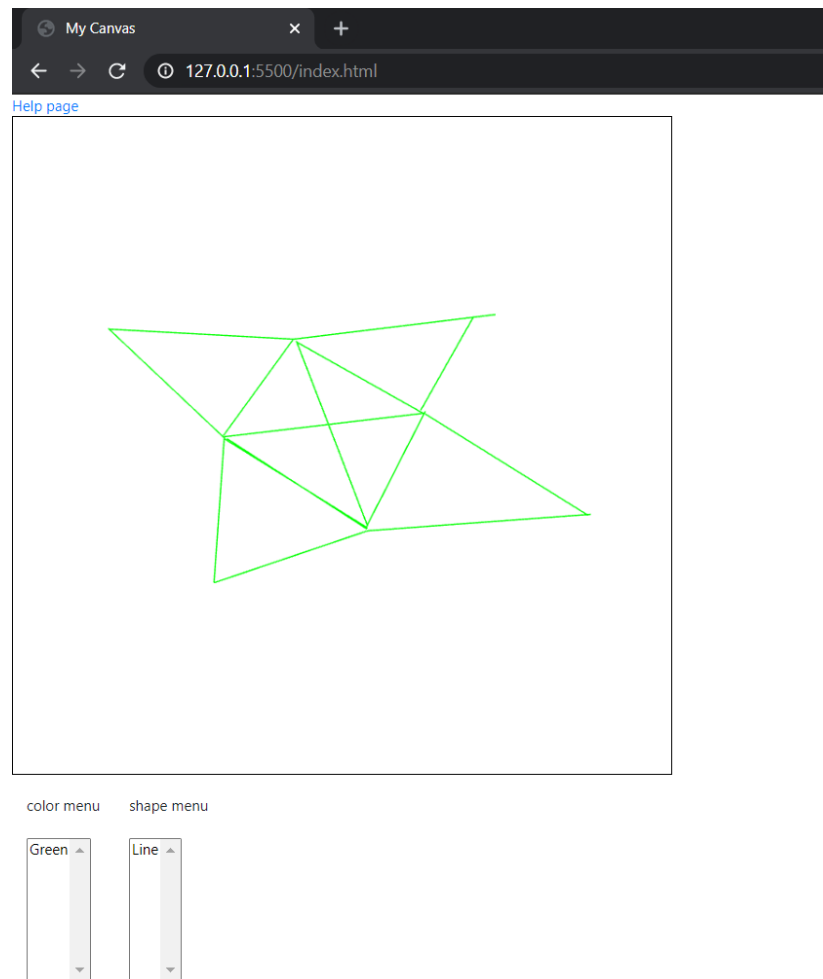 My Canvas
127.0.0.1:5500/index.html
Help page
color menu shape menu
Green Line